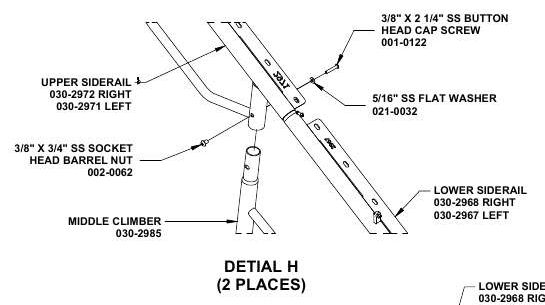 3/8" X 2 1/4" SS BUTTON
HEAD CAP SCREW
001-0122
UPPER SIDERAIL
030-2972 RIGHT
030-2971 LEFT
5/16" SS FLAT WASHER
021-0032
3/8" X 3/4" SS SOCKET
HEAD BARREL NUT
002-0062
LOWER SIDERAIL
030-2968 RIGHT
030-2967 LEFT
MIDDLE CLIMBER
030-2985
DETIAL H
(2 PLACES)
LOWER SIDE
030-2968 RIG